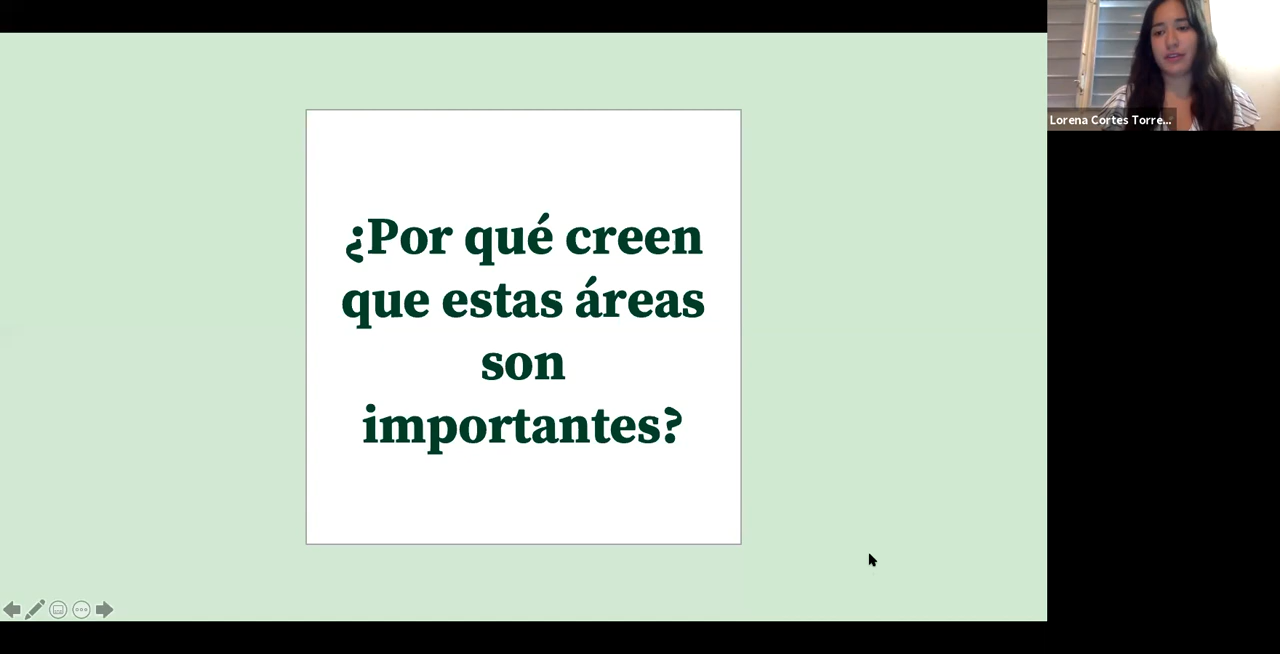 ¿Por qué creen
que estas áreas
son
importantes?
Lorena Cortes Torre...